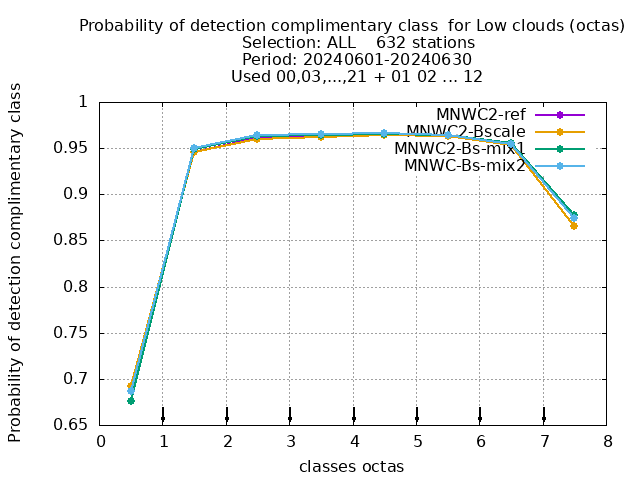 Probability of detection complimentary class  for Low clouds (octas)
Selection: ALL    632 stations
Period: 20240601-20240630
Used 00,03,...,21 + 01 02 ... 12
Probability of detection complimentary class
1
0.95
0.9
0.85
0.8
0.75
0.7
0.65
MNWC2-ref
MNWC2-Bscale
MNWC2-Bs-mix1
MNWC-Bs-mix2
0 1 2 3 4 5 6 7 8
classes octas